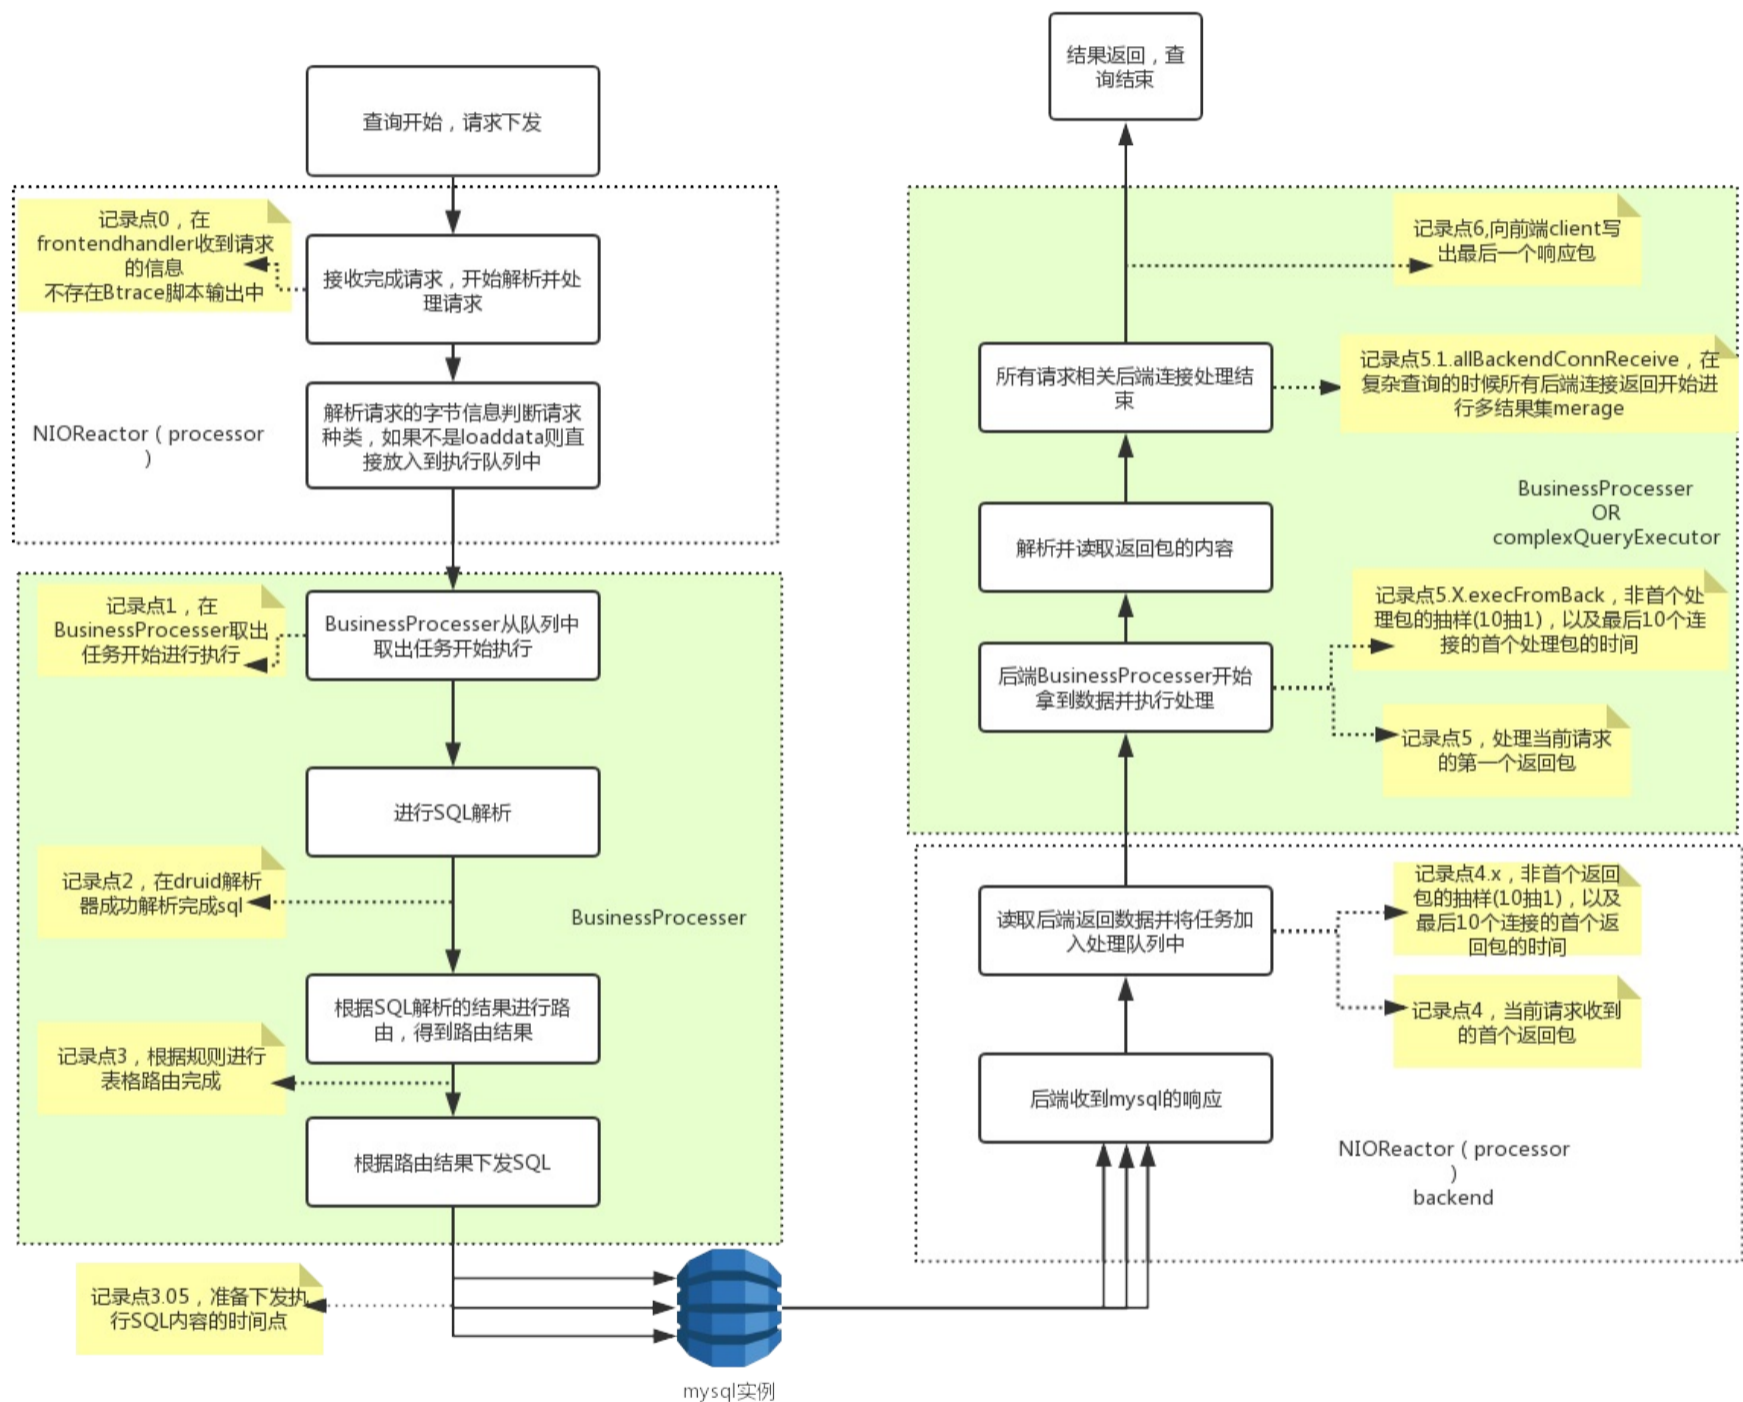 查询开始，请求下发
记录点0，在
frontendhandler收到请求
的信息
不存在Btrace脚本输出中
接收完成请求，开始解析并处
理请求
解析请求的字节信息判断请求
种类，如果不是loaddata则直
接放入到执行队列中
NIOReactor（processor
）
记录点1，在
BusinessProcesser取出
任务开始进行执行
BusinessProcesser从队列中
取出任务开始执行
进行SQL解析
记录点2，在druid解析
器成功解析完成sql
BusinessProcesser
根据SQL解析的结果进行路
由，得到路由结果
记录点3，根据规则进行
表格路由完成
根据路由结果下发SQL
记录点3.05，准备下发执
行SQL内容的时间点
mysql实例
结果返回，查
询结束
记录点6,向前端client写
出最后一个响应包
所有请求相关后端连接处理结
束
记录点5.1.allBackendConnReceive，在
复杂查询的时候所有后端连接返回开始进
行多结果集merage
BusinessProcesser
OR
complexQueryExecutor
解析并读取返回包的内容
记录点5.X.execFromBack，非首个处
理包的抽样(10抽1)，以及最后10个连
接的首个处理包的时间
后端BusinessProcesser开始
拿到数据并执行处理
记录点5，处理当前请求
的第一个返回包
记录点4.x，非首个返回
包的抽样(10抽1)，以及
最后10个连接的首个返
回包的时间
读取后端返回数据并将任务加
入处理队列中
记录点4，当前请求收到
的首个返回包
后端收到mysql的响应
NIOReactor（processor
）
backend